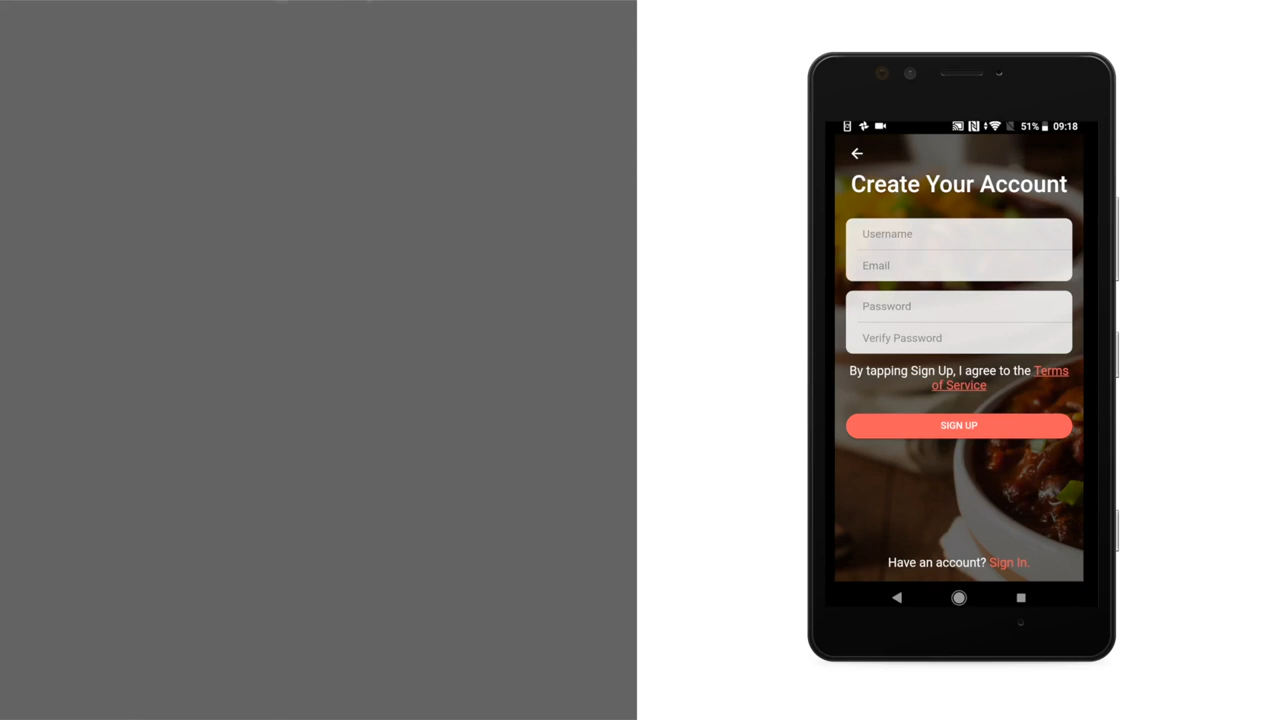 51% 09:18
Create Your Account
Username
Email
Password
Verify Password
By tapping Sign Up, I agree to the Terms
of Service
SIGN UP
Have an account? Sign In.